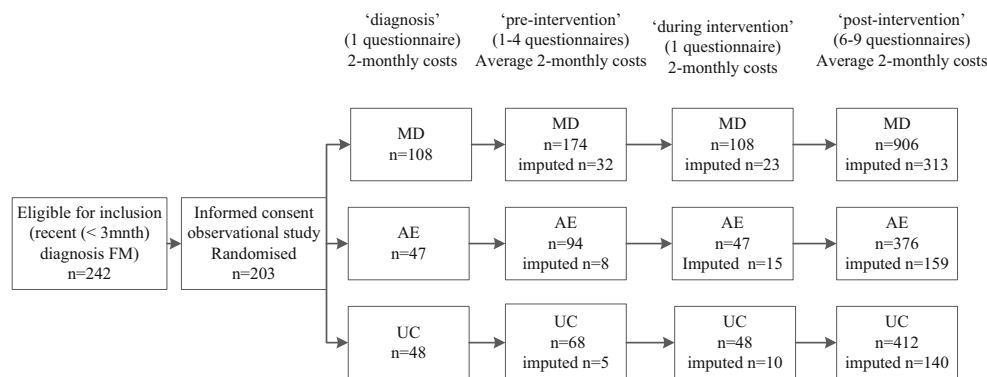 ‘diagnosis’
(1 questionnaire)
2-monthly costs
‘pre-intervention’
(1-4 questionnaires)
Average 2-monthly costs
‘during intervention’
(1 questionnaire)
2-monthly costs
‘post-intervention’
(6-9 questionnaires)
Average 2-monthly costs
Eligible for inclusion
(recent (< 3mnth)
diagnosis FM)
n=242
Informed consent
observational study
Randomised
n=203
MD
n=108
MD
n=174
imputed n=32
MD
n=108
imputed n=23
MD
n=906
imputed n=313
AE
n=47
AE
n=94
imputed n=8
AE
n=47
Imputed n=15
AE
n=376
imputed n=159
UC
n=48
UC
n=68
imputed n=5
UC
n=48
imputed n=10
UC
n=412
imputed n=140